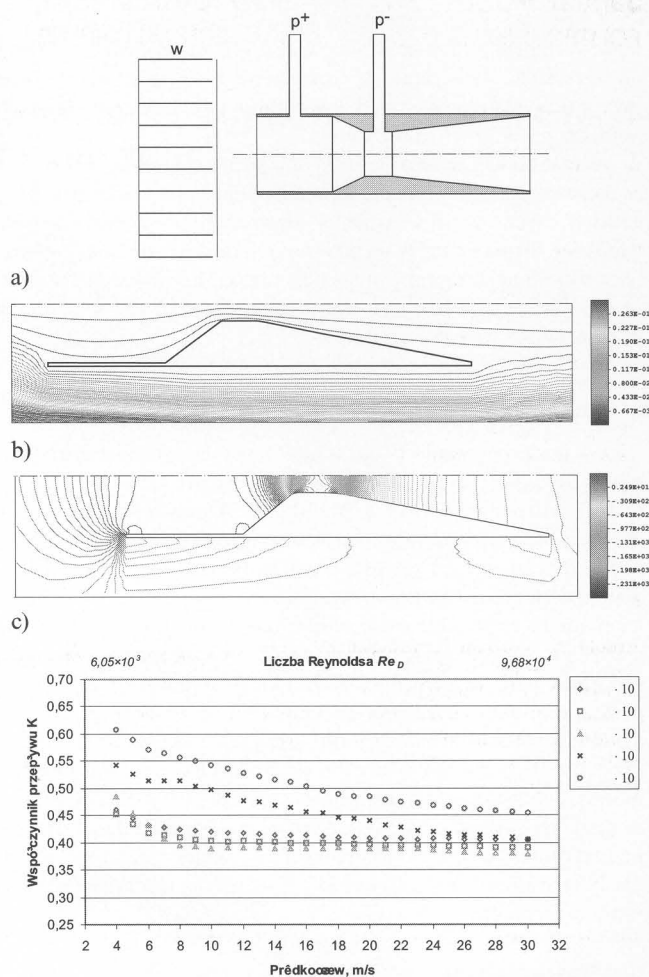 p⁺ p⁻
w
a)
0.263E-01
0.227E-01
0.190E-01
0.153E-01
0.117E-01
0.800E-02
0.433E-02
0.667E-03
b)
0.249E+01
-.309E+02
-.643E+02
-.977E+02
-.131E+03
-.165E+03
-.198E+03
-.231E+03
c)
6,05×10³ Liczba Reynoldsa Re D 9,68×10⁴
0,70
0,65
0,60
0,55
0,50
0,45
0,40
0,35
0,30
0,25
Wspó³czynnik przep³ywu K
· 10
· 10
· 10
· 10
· 10
2 4 6 8 10 12 14 16 18 20 22 24 26 28 30 32
Prêdkoœæw, m/s